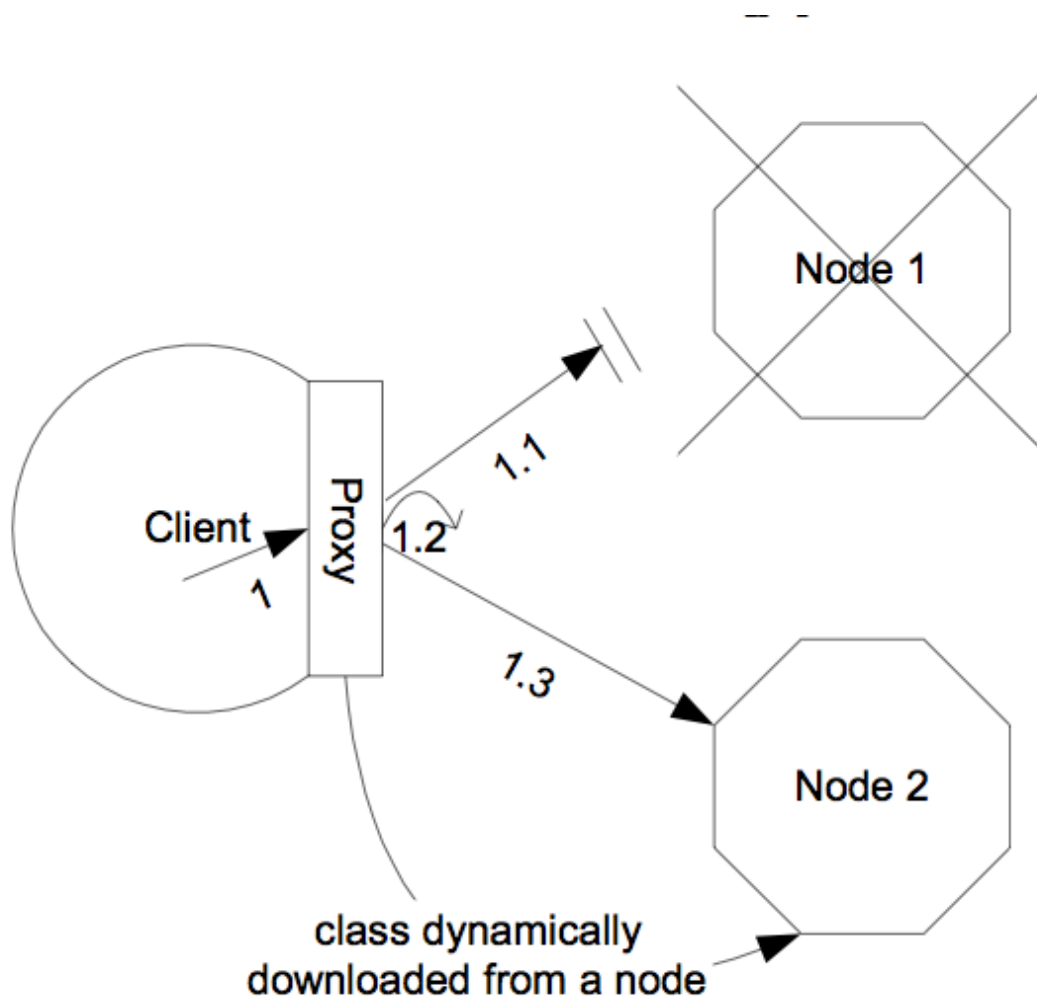 Node 1
1.1
Client
Proxy
1.2
1
1.3
Node 2
class dynamically
downloaded from a node